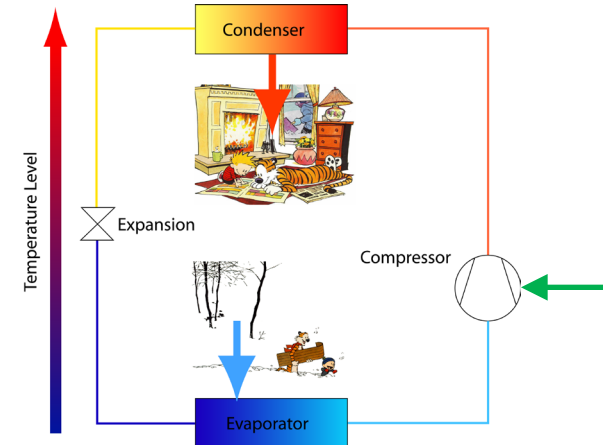 Condenser
Temperature Level
Expansion
Compressor
Evaporator